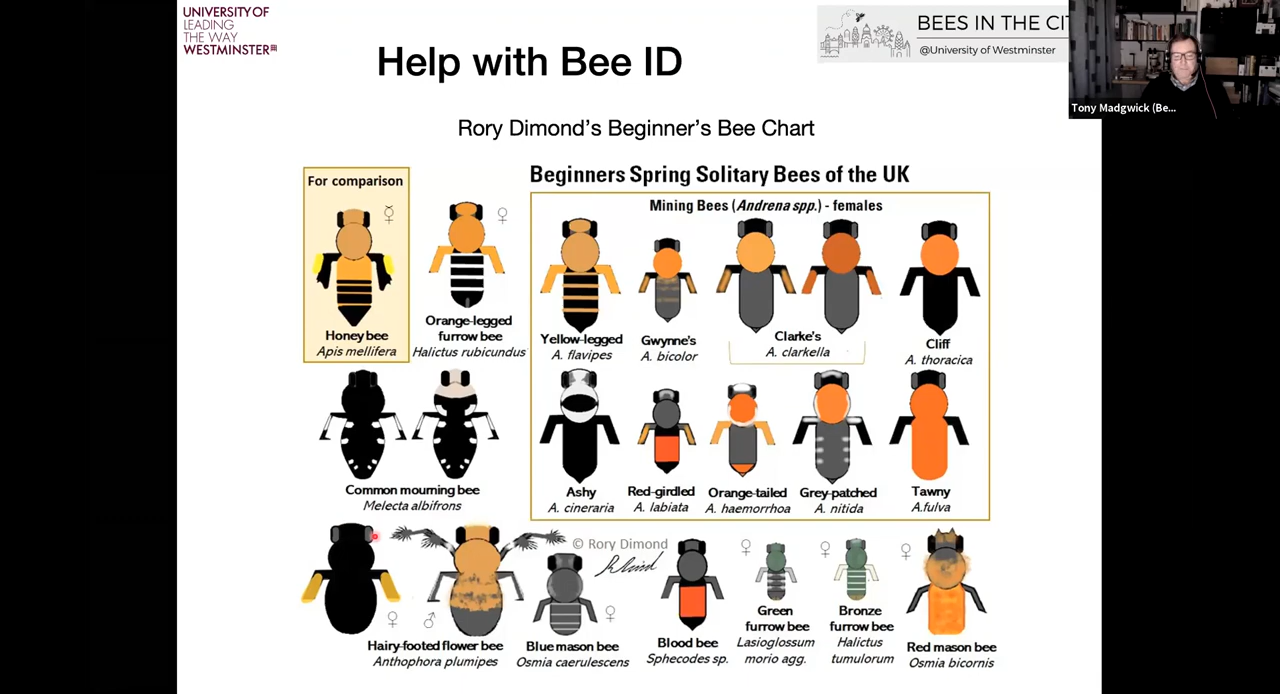 UNIVERSITY OF
LEADING
THE WAY
WESTMINSTER
Help with Bee ID
BEES IN THE CIT
@University of Westminster
Tony Madgwick (Be...
Rory Dimond's Beginner's Bee Chart
Beginners Spring Solitary Bees of the UK
For comparison
Mining Bees (Andrena spp.) - females
Honey bee
Apis mellifera
Orange-legged
furrow bee
Halictus rubicundus
Yellow-legged
A. flavipes
Gwynne's
A. bicolor
Clarke's
A. clarkella
Cliff
A. thoracica
Common mourning bee
Melecta albifrons
Ashy
A. cineraria
Red-girdled
A. labiata
Orange-tailed
A. haemorrhoa
Grey-patched
A. nitida
Tawny
A.fulva
© Rory Dimond
Hairy-footed flower bee
Anthophora plumipes
Blue mason bee
Osmia caerulescens
Blood bee
Sphecodes sp.
Green
furrow bee
Lasioglossum
morio agg.
Bronze
furrow bee
Halictus
tumulorum
Red mason bee
Osmia bicornis